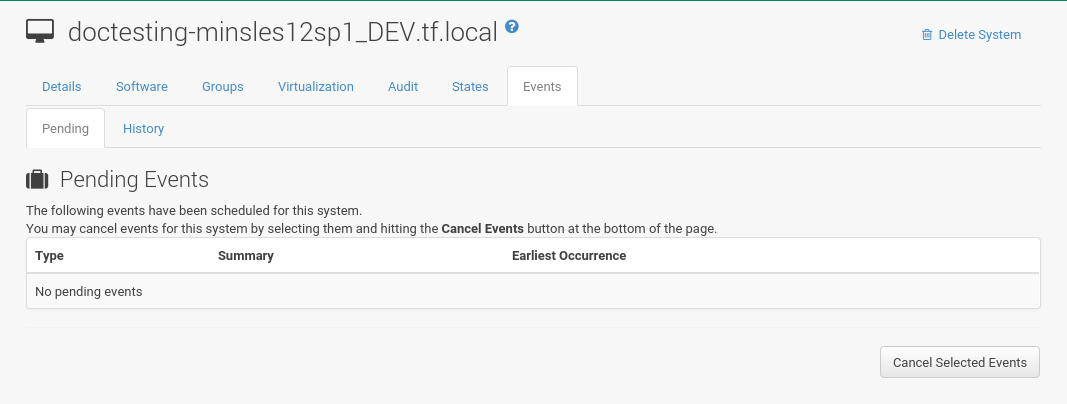 doctesting-minsles12sp1_DEV.tf.local ?
Delete System
Details Software Groups Virtualization Audit States Events
Pending History
Pending Events
The following events have been scheduled for this system.
You may cancel events for this system by selecting them and hitting the Cancel Events button at the bottom of the page.
Type Summary Earliest Occurrence
No pending events
Cancel Selected Events